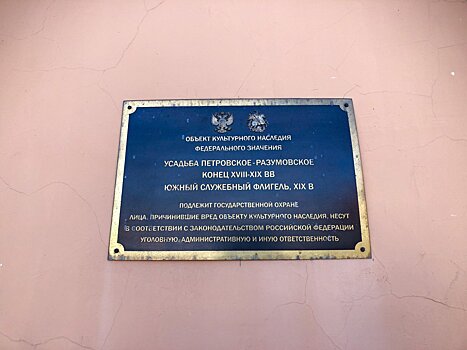 ОБЪЕКТ КУЛЬТУРНОГО НАСЛЕДИЯ
ФЕДЕРАЛЬНОГО ЗНАЧЕНИЯ
УСАДЬБА ПЕТРОВСКОЕ-РАЗУМОВСКОЕ
КОНЕЦ XVIII-XIX ВВ
ЮЖНЫЙ СЛУЖЕБНЫЙ ФЛИГЕЛЬ, XIX В
ПОДЛЕЖИТ ГОСУДАРСТВЕННОЙ ОХРАНЕ
ЛИЦА, ПРИЧИНИВШИЕ ВРЕД ОБЪЕКТУ КУЛЬТУРНОГО НАСЛЕДИЯ, НЕСУТ
В СООТВЕТСТВИИ С ЗАКОНОДАТЕЛЬСТВОМ РОССИЙСКОЙ ФЕДЕРАЦИИ
УГОЛОВНУЮ, АДМИНИСТРАТИВНУЮ И ИНУЮ ОТВЕТСТВЕННОСТЬ